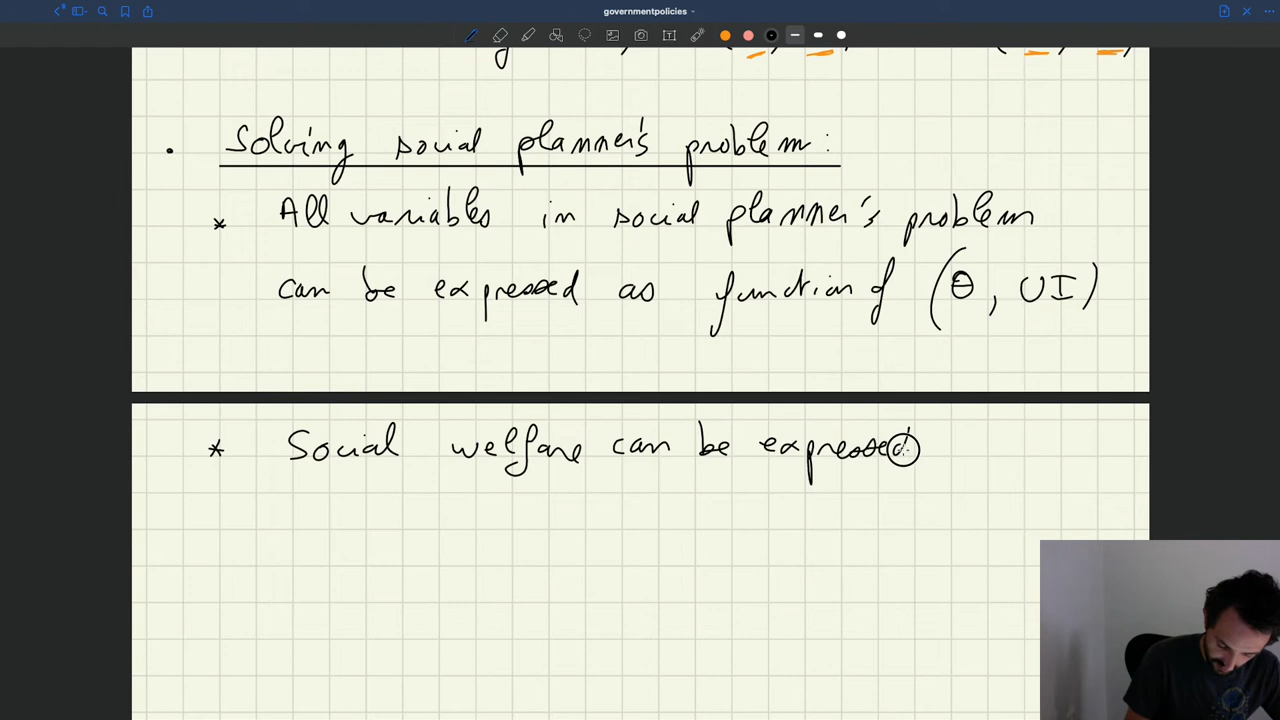 governmentpolicies
Solving social planner's problem:
* All variables in social planner's problem
can be expressed as function of (θ, UI)
* Social welfare can be expressed